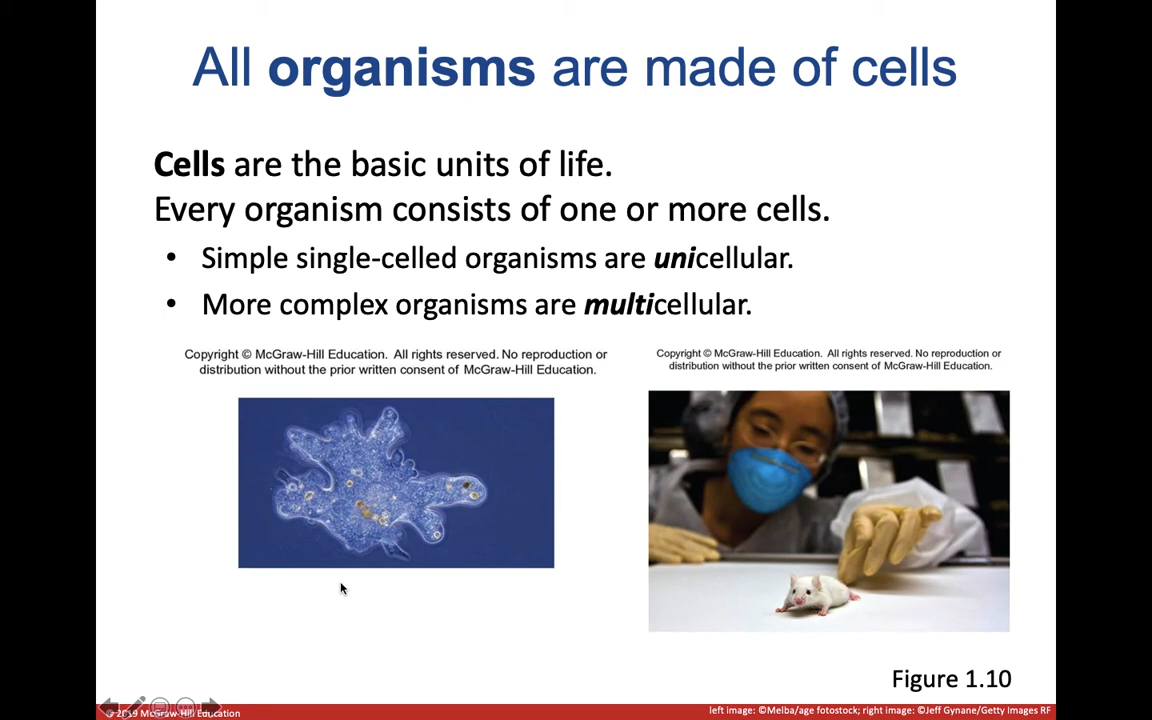 All organisms are made of cells
Cells are the basic units of life.
Every organism consists of one or more cells.
• Simple single-celled organisms are unicellular.
• More complex organisms are multicellular.
Copyright © McGraw-Hill Education. All rights reserved. No reproduction or
distribution without the prior written consent of McGraw-Hill Education.
Copyright © McGraw-Hill Education. All rights reserved. No reproduction or
distribution without the prior written consent of McGraw-Hill Education.
Figure 1.10
© 2019 McGraw-Hill Education
left image: ©Melba/age fotostock; right image: ©Jeff Gynane/Getty Images RF